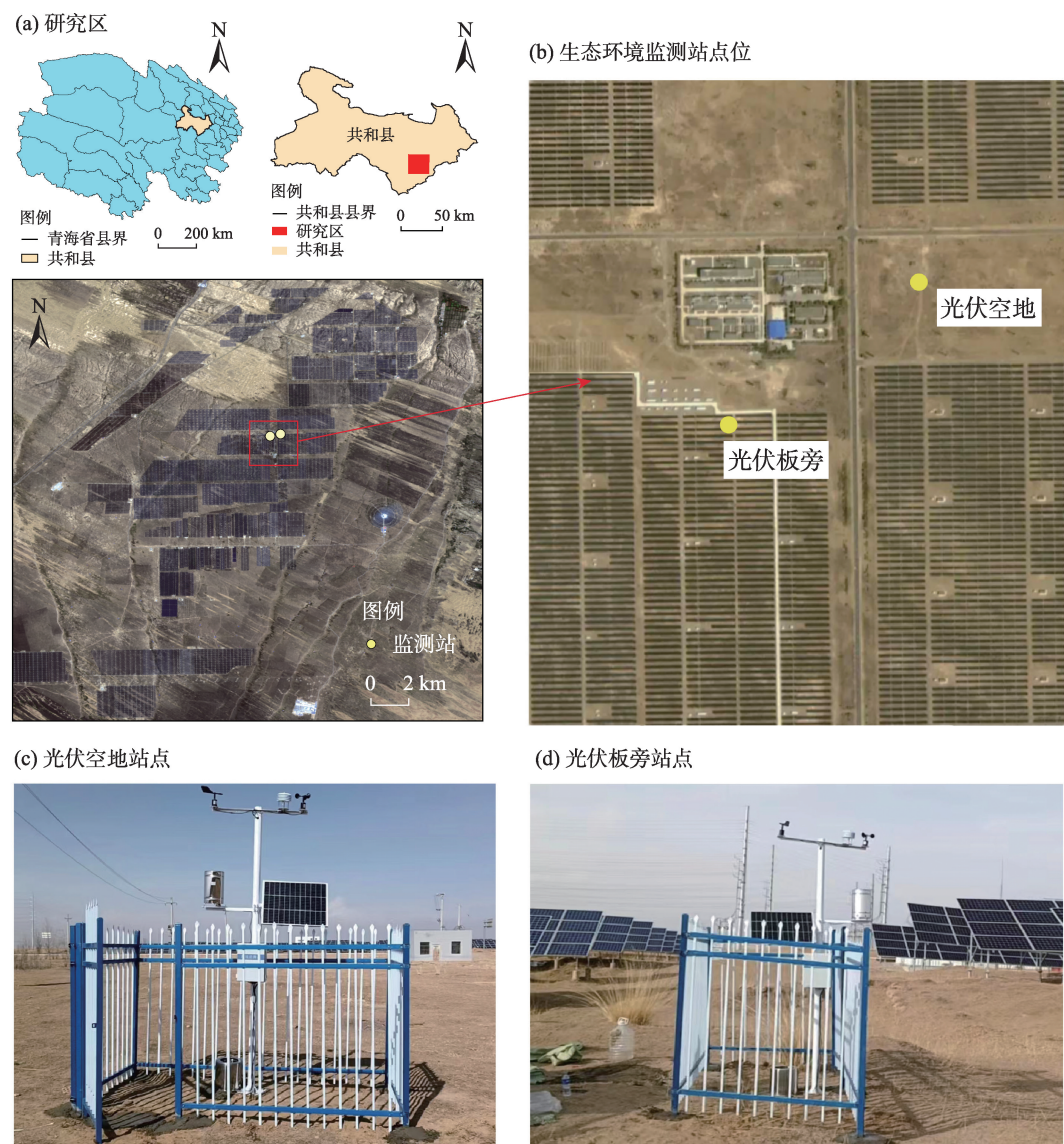 (a) 研究区
N
图例
青海省县界
共和县
0 200 km
N
共和县
图例
共和县县界
研究区
共和县
0 50 km
N
图例
监测站
0 2 km
(b) 生态环境监测站点位
光伏空地
光伏板旁
(c) 光伏空地站点
(d) 光伏板旁站点